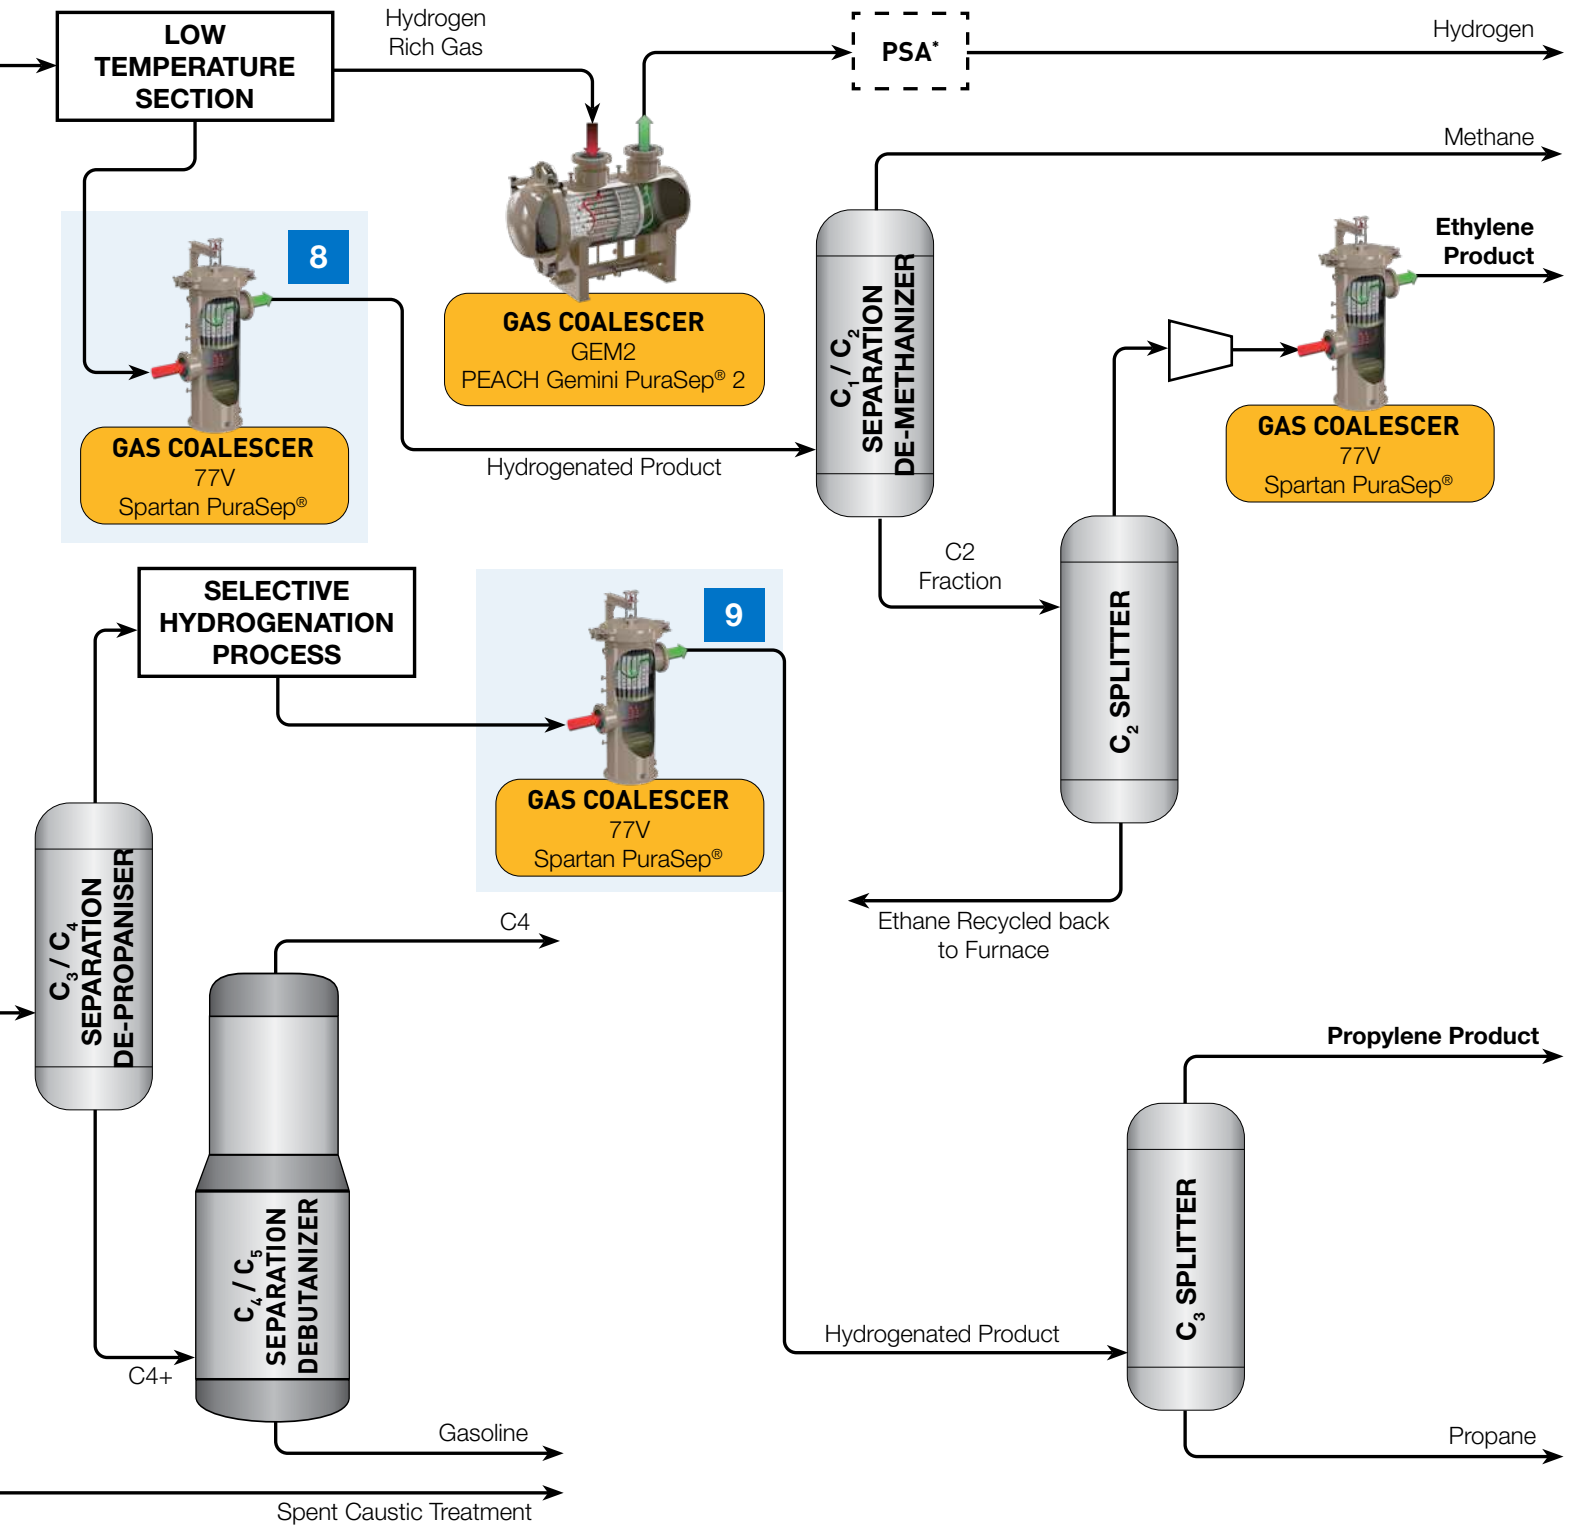 LOW
TEMPERATURE
SECTION
Hydrogen
Rich Gas
PSA*
Hydrogen
Methane
Ethylene
Product
8
GAS COALESCER
GEM2
PEACH Gemini PuraSep® 2
C₁ / C₂
SEPARATION
DE-METHANIZER
GAS COALESCER
77V
Spartan PuraSep®
GAS COALESCER
77V
Spartan PuraSep®
Hydrogenated Product
C2
Fraction
SELECTIVE
HYDROGENATION
PROCESS
9
C₂ SPLITTER
GAS COALESCER
77V
Spartan PuraSep®
C₃ / C₄
SEPARATION
DE-PROPANISER
C4
Ethane Recycled back
to Furnace
Propylene Product
C₄ / C₅
SEPARATION
DEBUTANIZER
C₃ SPLITTER
Hydrogenated Product
C4+
Gasoline
Propane
Spent Caustic Treatment